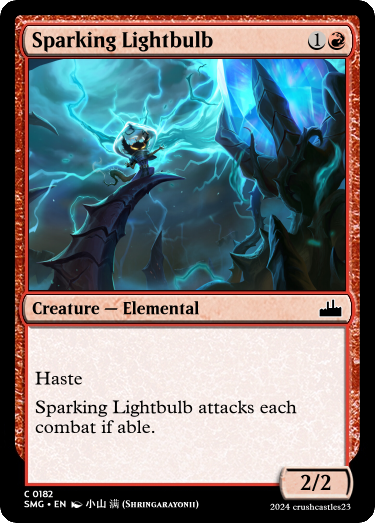 Sparking Lightbulb 1
Creature — Elemental
Haste
Sparking Lightbulb attacks each
combat if able.
2/2
C 0182
SMG • EN 小山 满 (Shringarayonii)
2024 crushcastles23